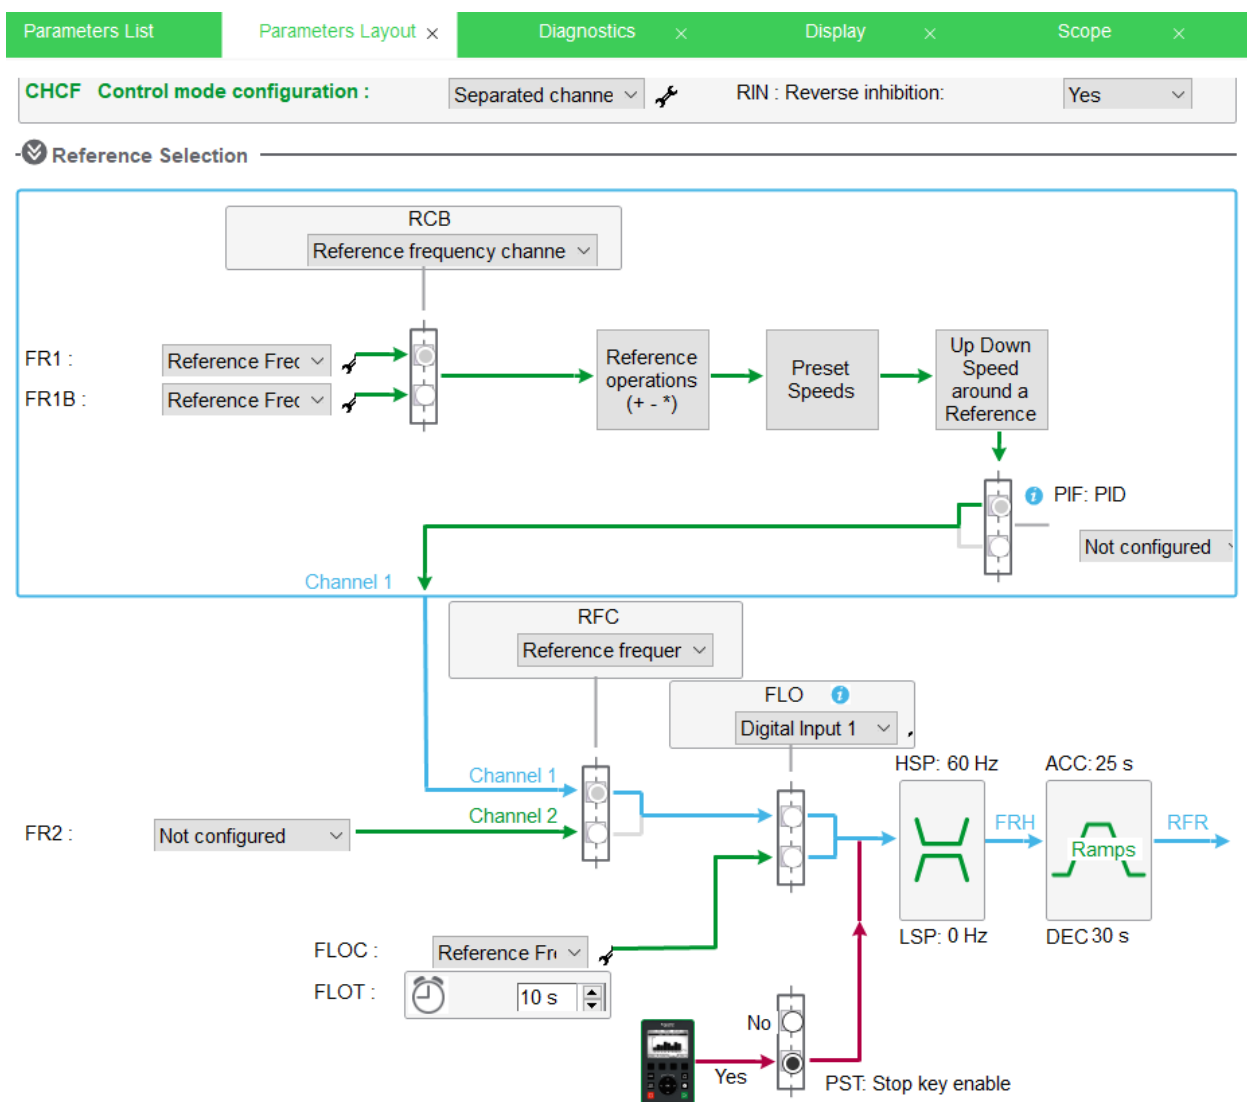 Parameters List
Parameters Layout ×
Diagnostics ×
Display ×
Scope ×
CHCF Control mode configuration :
Separated channe
RIN : Reverse inhibition:
Yes
Reference Selection
RCB
Reference frequency channe
FR1 :
Reference Frec
FR1B :
Reference Frec
Reference
operations
(+ - *)
Preset
Speeds
Up Down
Speed
around a
Reference
PIF: PID
Not configured
Channel 1
RFC
Reference frequer
FLO
Digital Input 1
Channel 1
Channel 2
FR2 :
Not configured
HSP: 60 Hz
ACC: 25 s
FRH
Ramps
RFR
LSP: 0 Hz
DEC 30 s
FLOC :
Reference Fr
FLOT :
10 s
No
Yes
PST: Stop key enable